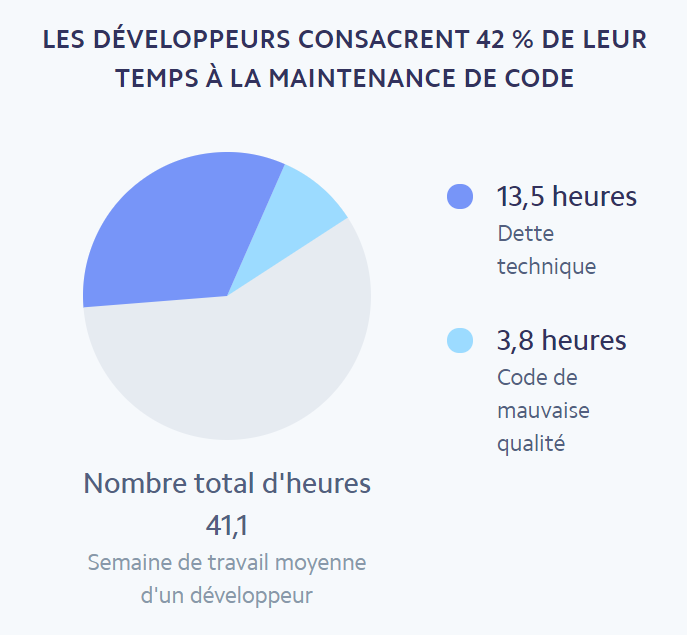 LES DÉVELOPPEURS CONSACRENT 42 % DE LEUR
TEMPS À LA MAINTENANCE DE CODE
13,5 heures
Dette
technique
3,8 heures
Code de
mauvaise
qualité
Nombre total d'heures
41,1
Semaine de travail moyenne
d'un développeur